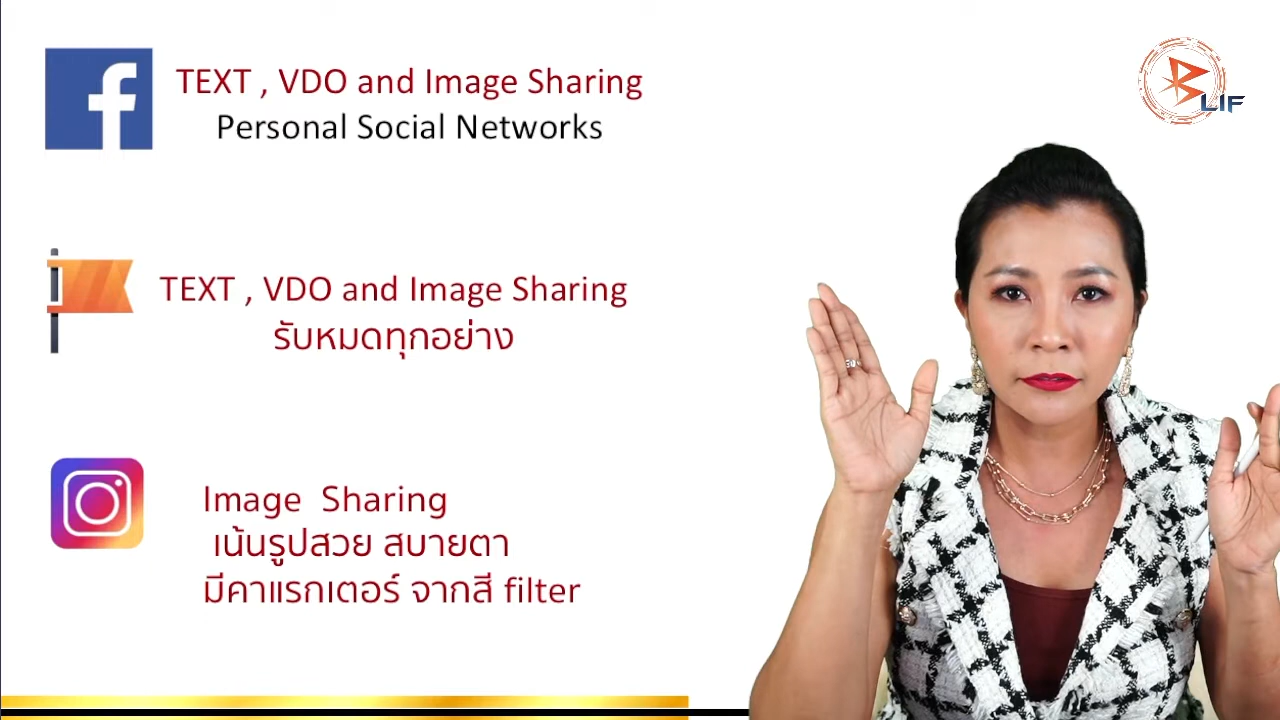 TEXT , VDO and Image Sharing
Personal Social Networks
TEXT , VDO and Image Sharing
รับหมดทุกอย่าง
Image Sharing
เน้นรูปสวย สบายตา
มีคาแรกเตอร์ จากสี filter
B LIF